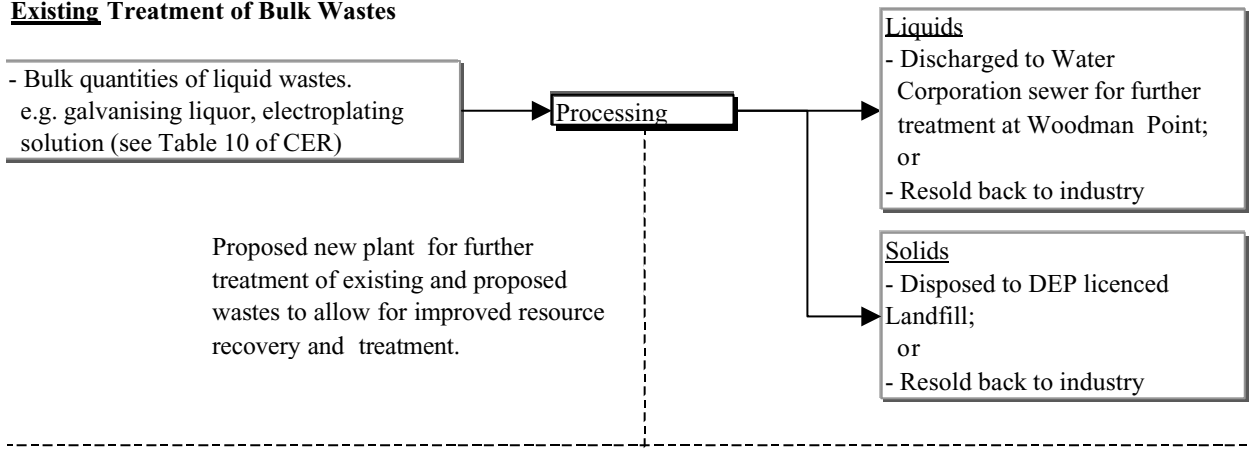 Existing Treatment of Bulk Wastes
- Bulk quantities of liquid wastes.
e.g. galvanising liquor, electroplating
solution (see Table 10 of CER)
Processing
Liquids
- Discharged to Water
Corporation sewer for further
treatment at Woodman Point;
or
- Resold back to industry
Solids
- Disposed to DEP licenced
Landfill;
or
- Resold back to industry
Proposed new plant for further
treatment of existing and proposed
wastes to allow for improved resource
recovery and treatment.